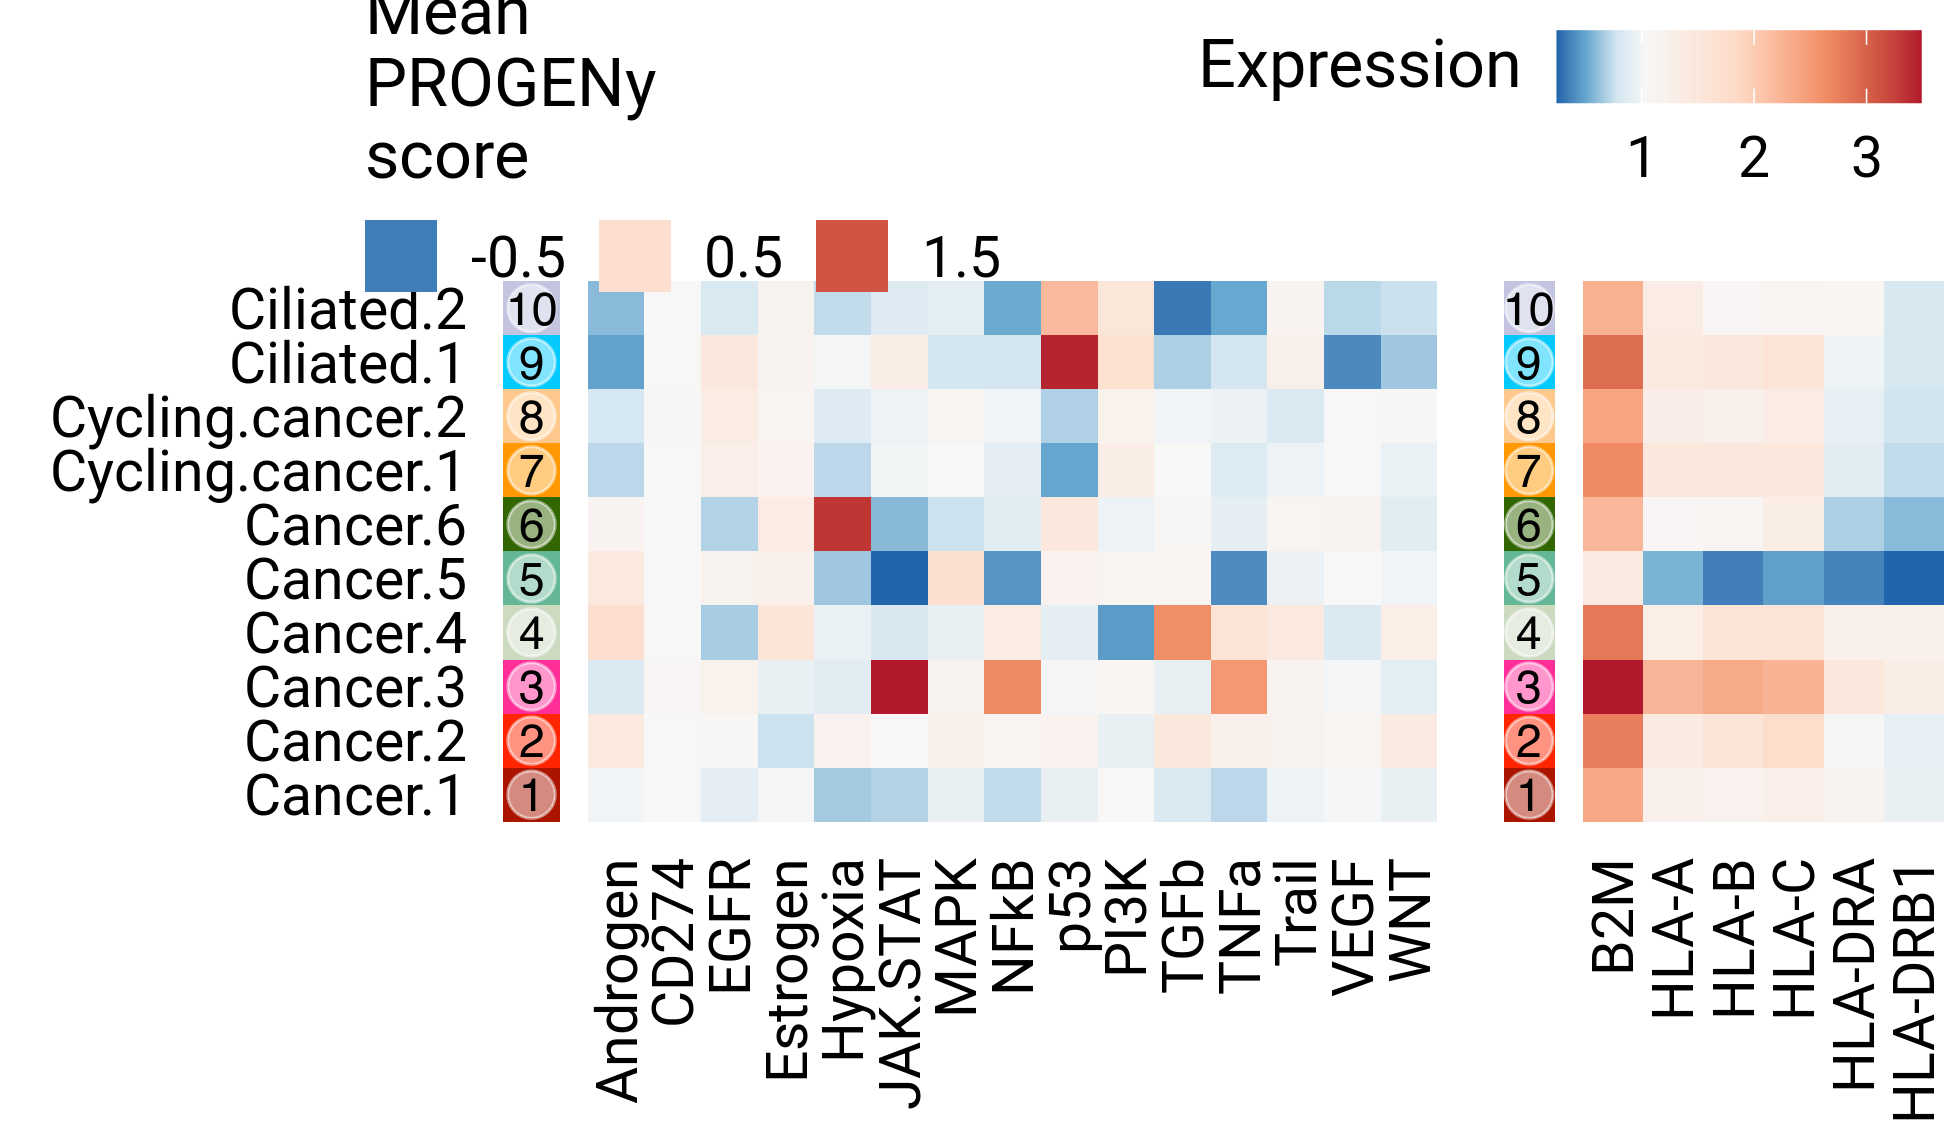 Mean
PROGENy
score
-0.5 0.5 1.5
Expression
1 2 3
Ciliated.2 10 10
Ciliated.1 9 9
Cycling.cancer.2 8 8
Cycling.cancer.1 7 7
Cancer.6 6 6
Cancer.5 5 5
Cancer.4 4 4
Cancer.3 3 3
Cancer.2 2 2
Cancer.1 1 1
Androgen
CD274
EGFR
Estrogen
Hypoxia
JAK.STAT
MAPK
NFkB
p53
PI3K
TGFb
TNFa
Trail
VEGF
WNT
B2M
HLA-A
HLA-B
HLA-C
HLA-DRA
HLA-DRB1